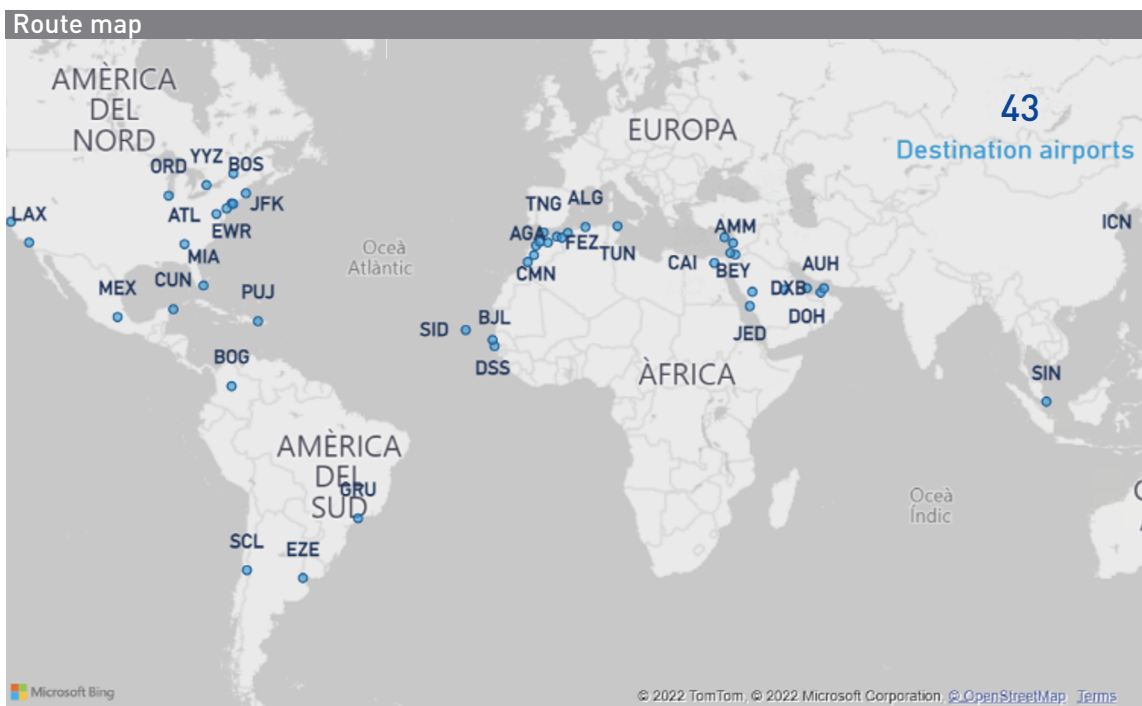 Route map
AMÈRICA
DEL
NORD
EUROPA
43
Destination airports
ORD
YYZ
BOS
LAX
ATL
JFK
EWR
MIA
TNG
ALG
AGA
FEZ
TUN
CMN
AMM
ICN
Oceà
Atlàntic
CAI
BEY
AUH
MEX
CUN
PUJ
DXB
DOH
JED
SID
BJL
DSS
BOG
ÀFRICA
SIN
AMÈRICA
DEL
SUD
GRU
Oceà
Índic
SCL
EZE
Microsoft Bing
© 2022 TomTom, © 2022 Microsoft Corporation, © OpenStreetMap Terms